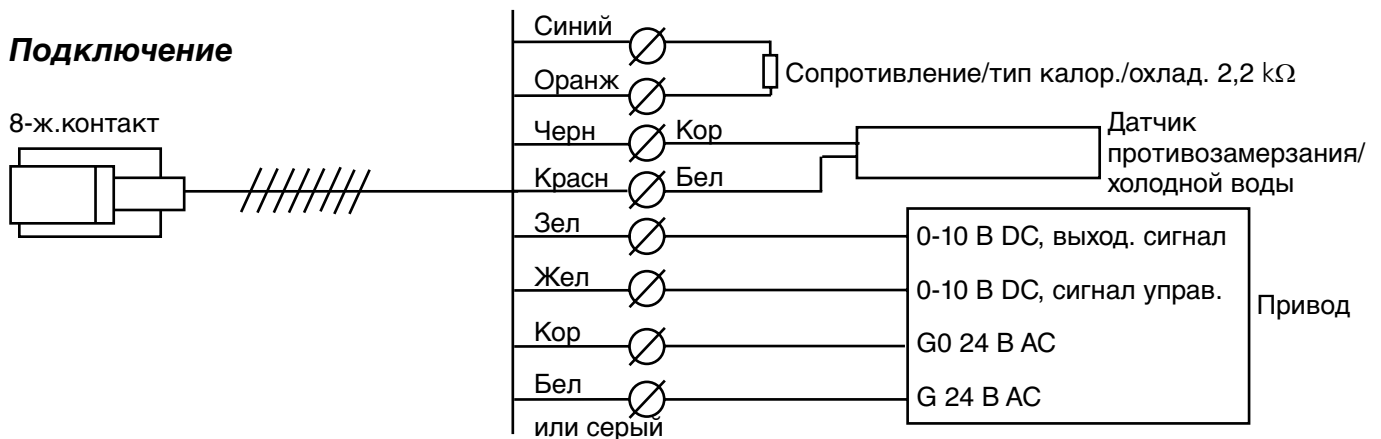 Подключение
8-ж.контакт
Синий
Оранж
Сопротивление/тип калор./охлад. 2,2 kΩ
Черн
Кор
Красн
Бел
Датчик
противозамерзания/
холодной воды
Зел
0-10 В DC, выход. сигнал
Жел
0-10 В DC, сигнал управ.
Привод
Кор
G0 24 В AC
Бел
или серый
G 24 В AC